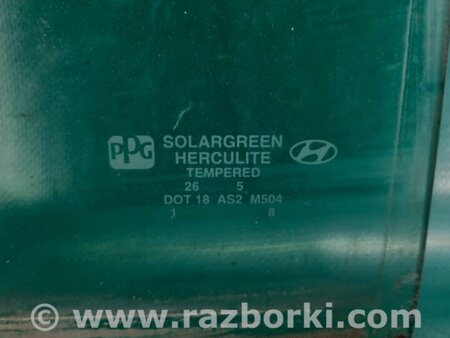 PPG
SOLARGREEN
HERCULITE
TEMPERED
26 5
DOT 18 AS2 M504
1 8
© www.razborki.com